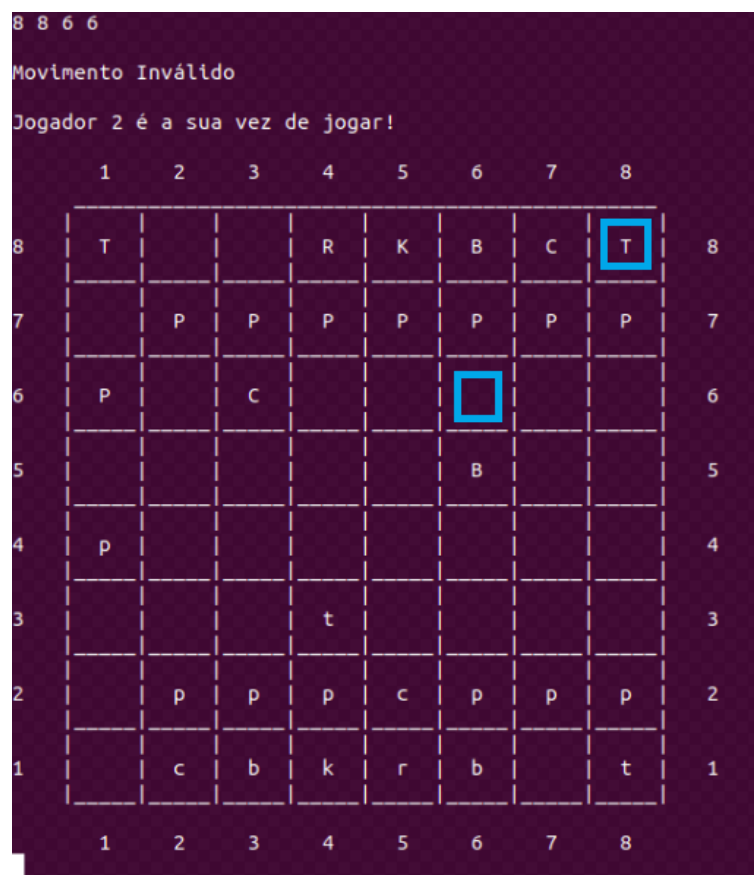 8 8 6 6
Movimento Inválido
Jogador 2 é a sua vez de jogar!
1 2 3 4 5 6 7 8
8 T R K B C T 8
7 P P P P P P P 7
6 P C 6
5 B 5
4 p 4
3 t 3
2 p p p c p p p 2
1 c b k r b t 1
1 2 3 4 5 6 7 8